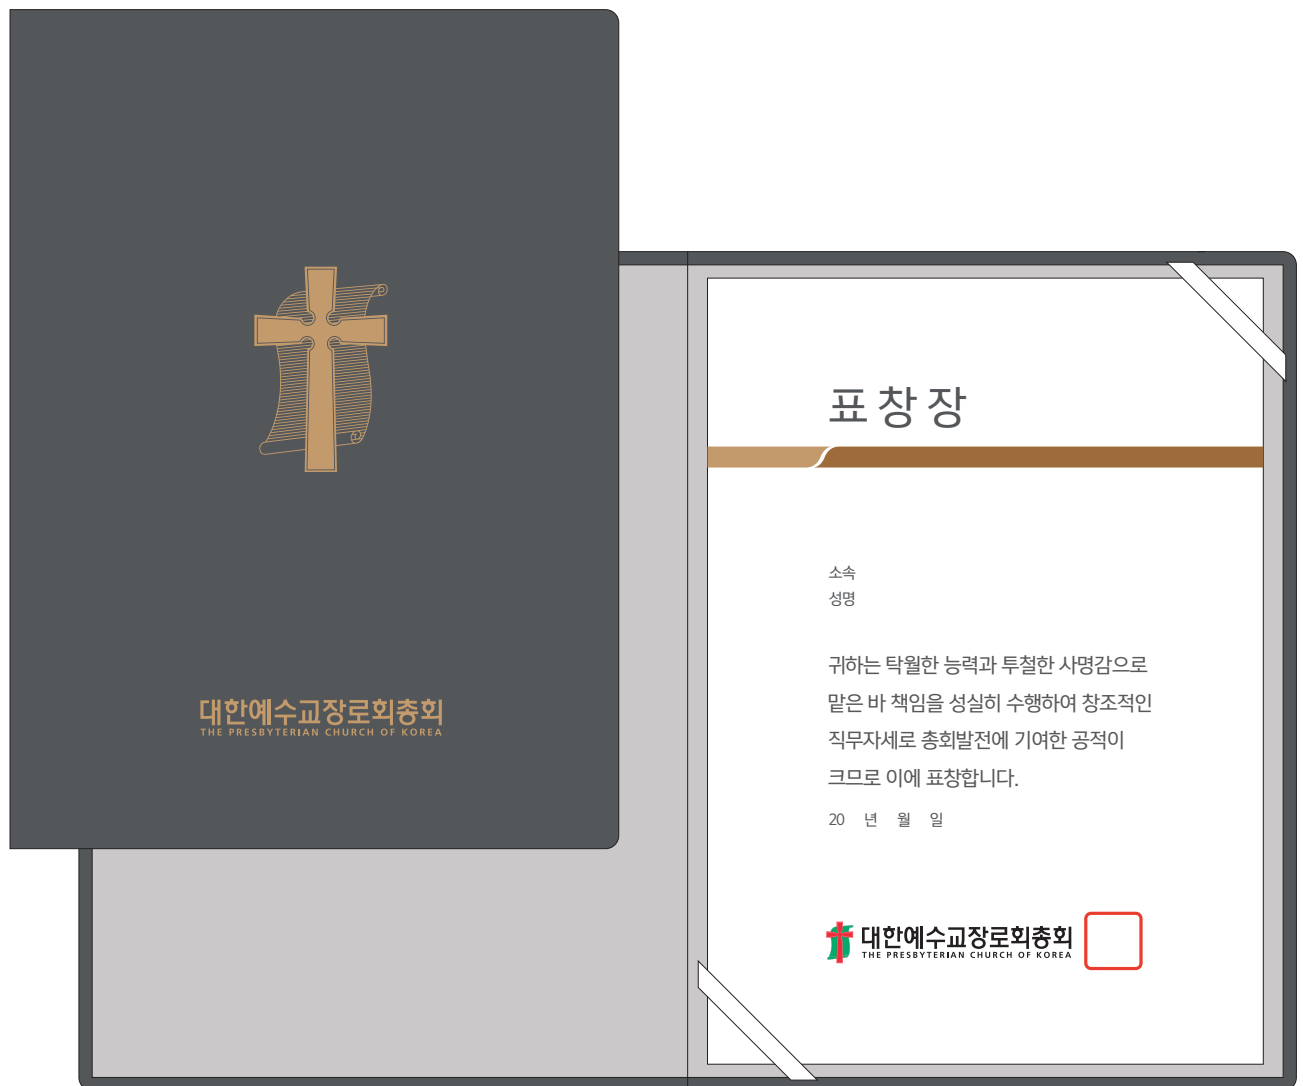 대한예수교장로회총회
THE PRESBYTERIAN CHURCH OF KOREA
표창장
소속
성명
귀하는 탁월한 능력과 투철한 사명감으로
맡은 바 책임을 성실히 수행하여 창조적인
직무자세로 총회발전에 기여한 공적이
크므로 이에 표창합니다.
20 년 월 일
대한예수교장로회총회
THE PRESBYTERIAN CHURCH OF KOREA